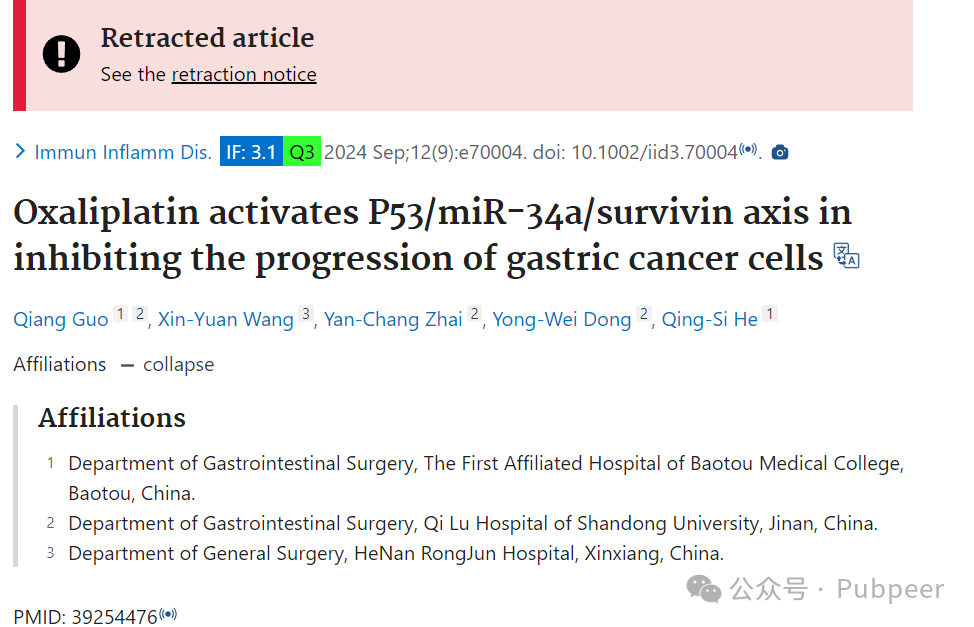 Retracted article
See the retraction notice
Immun Inflamm Dis. IF: 3.1 Q3 2024 Sep;12(9):e70004. doi: 10.1002/iid3.70004.
Oxaliplatin activates P53/miR-34a/survivin axis in
inhibiting the progression of gastric cancer cells
Qiang Guo 1 2, Xin-Yuan Wang 3, Yan-Chang Zhai 2, Yong-Wei Dong 2, Qing-Si He 1
Affiliations — collapse
Affiliations
1 Department of Gastrointestinal Surgery, The First Affiliated Hospital of Baotou Medical College,
Baotou, China.
2 Department of Gastrointestinal Surgery, Qi Lu Hospital of Shandong University, Jinan, China.
3 Department of General Surgery, HeNan RongJun Hospital, Xinxiang, China.
公众号 · Pubpeer
PMID: 39254476